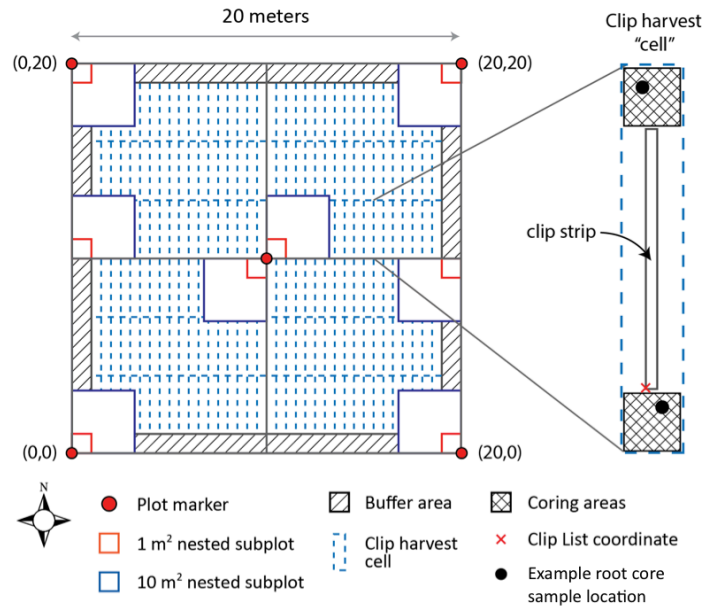 20 meters
Clip harvest
“cell”
(0,20)
(20,20)
clip strip
(0,0)
(20,0)
N
Plot marker
Buffer area
Coring areas
1 m² nested subplot
Clip harvest
cell
Clip List coordinate
10 m² nested subplot
Example root core
sample location